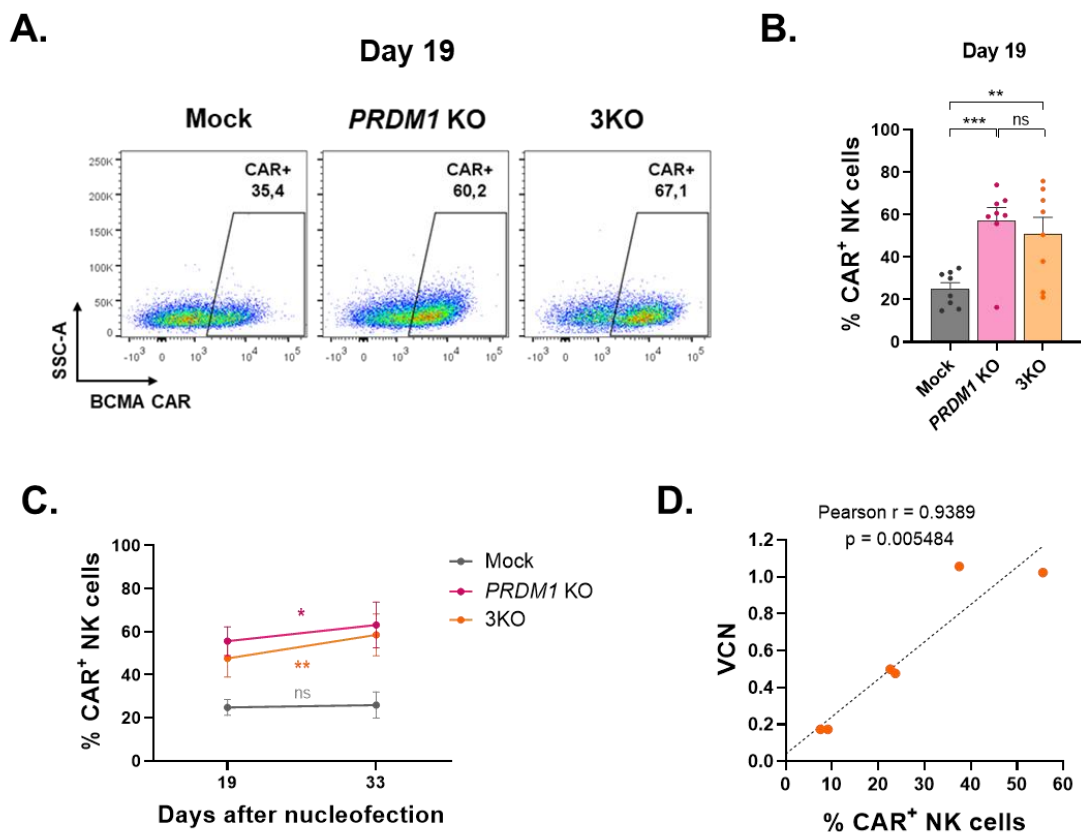 A.
Day 19
Mock
PRDM1 KO
3KO
CAR+
35,4
CAR+
60,2
CAR+
67,1
250K
200K
150K
100K
50K
0
-10³ 0 10³ 10⁴ 10⁵
-10³ 0 10³ 10⁴ 10⁵
-10³ 0 10³ 10⁴ 10⁵
SSC-A
BCMA CAR
B.
Day 19
**
*** ns
100
80
60
40
20
0
% CAR⁺ NK cells
Mock
PRDM1 KO
3KO
C.
100
80
60
40
20
0
% CAR⁺ NK cells
*
**
ns
19 33
Days after nucleofection
Mock
PRDM1 KO
3KO
D.
Pearson r = 0.9389
p = 0.005484
1.2
1.0
0.8
0.6
0.4
0.2
0.0
VCN
0 10 20 30 40 50 60
% CAR⁺ NK cells